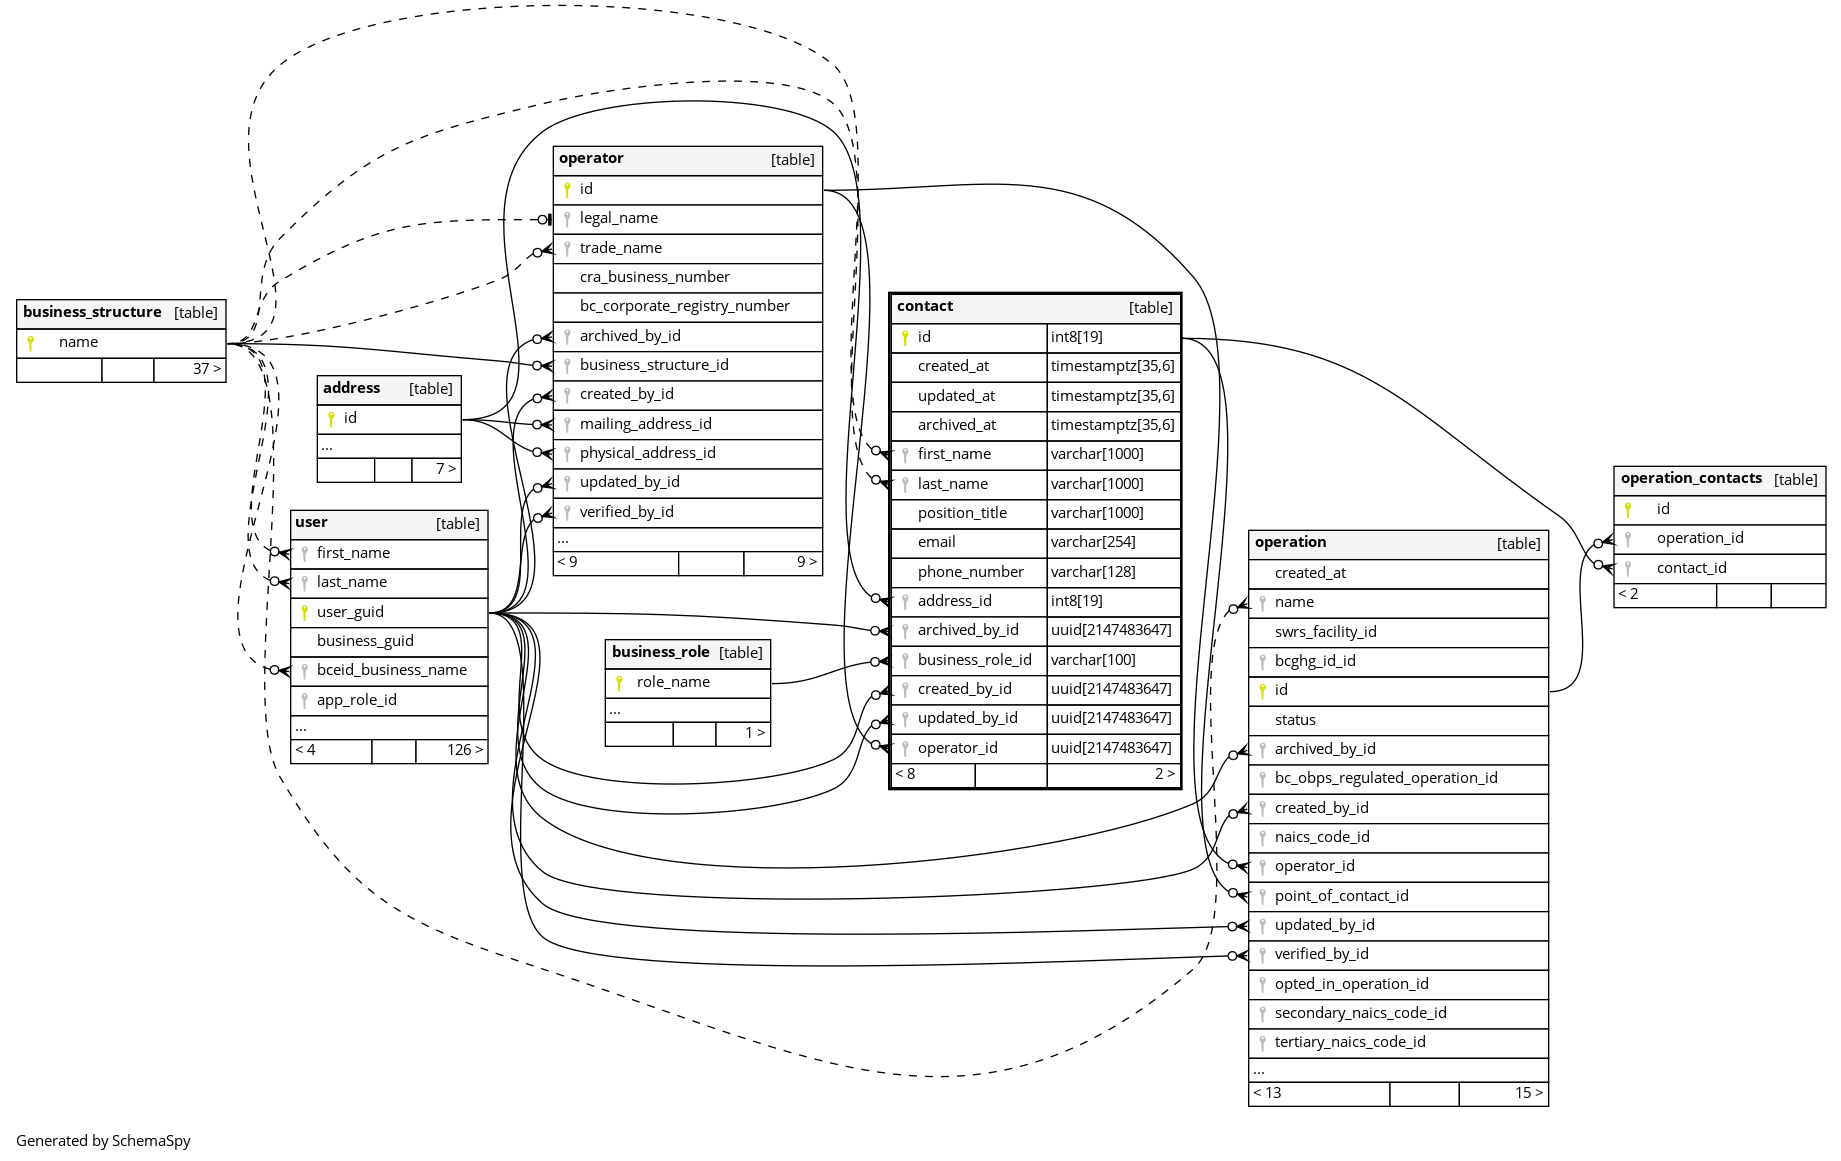 business_structure [table]
name
37 >
address [table]
id
...
7 >
user [table]
first_name
last_name
user_guid
business_guid
bceid_business_name
app_role_id
...
< 4 126 >
operator [table]
id
legal_name
trade_name
cra_business_number
bc_corporate_registry_number
archived_by_id
business_structure_id
created_by_id
mailing_address_id
physical_address_id
updated_by_id
verified_by_id
...
< 9 9 >
business_role [table]
role_name
...
1 >
contact [table]
id int8[19]
created_at timestamptz[35,6]
updated_at timestamptz[35,6]
archived_at timestamptz[35,6]
first_name varchar[1000]
last_name varchar[1000]
position_title varchar[1000]
email varchar[254]
phone_number varchar[128]
address_id int8[19]
archived_by_id uuid[2147483647]
business_role_id varchar[100]
created_by_id uuid[2147483647]
updated_by_id uuid[2147483647]
operator_id uuid[2147483647]
< 8 2 >
operation [table]
created_at
name
swrs_facility_id
bcghg_id_id
id
status
archived_by_id
bc_obps_regulated_operation_id
created_by_id
naics_code_id
operator_id
point_of_contact_id
updated_by_id
verified_by_id
opted_in_operation_id
secondary_naics_code_id
tertiary_naics_code_id
...
< 13 15 >
operation_contacts [table]
id
operation_id
contact_id
< 2
Generated by SchemaSpy